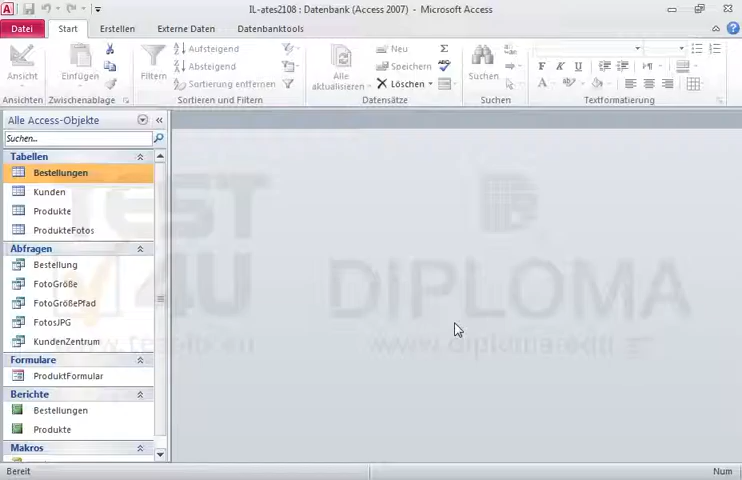 IL-ates2108 : Datenbank (Access 2007) - Microsoft Access
Datei Start Erstellen Externe Daten Datenbanktools
Ansicht Einfügen Filtern Aufsteigend Absteigend Sortierung entfernen Alle aktualisieren Neu Speichern Löschen Suchen F K U
Ansichten Zwischenablage Sortieren und Filtern Datensätze Suchen Textformatierung
Alle Access-Objekte
Suchen...
Tabellen
Bestellungen
Kunden
Produkte
ProdukteFotos
Abfragen
Bestellung
FotoGröße
FotoGrößePfad
FotosJPG
KundenZentrum
Formulare
ProduktFormular
Berichte
Bestellungen
Produkte
Makros
TEST 4U
DIPLOMA
www.diploma.edu
Bereit Num